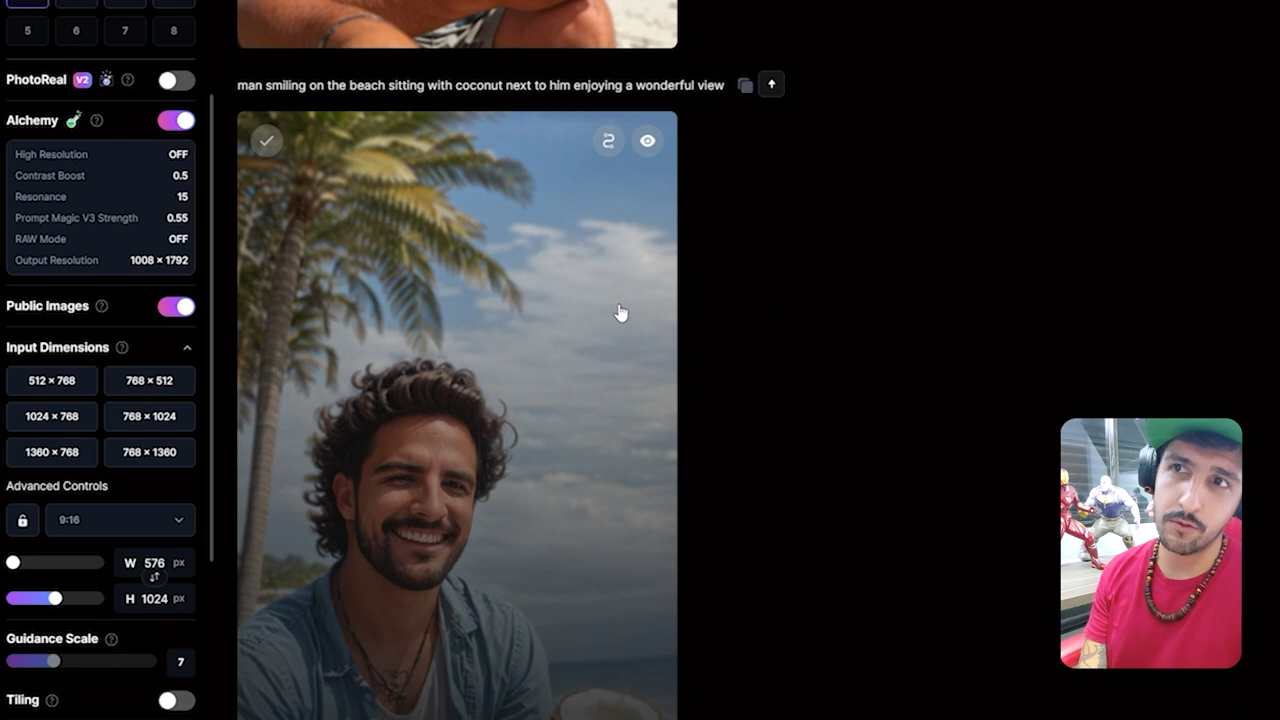 5 6 7 8
PhotoReal V2
Alchemy
High Resolution OFF
Contrast Boost 0.5
Resonance 15
Prompt Magic V3 Strength 0.55
RAW Mode OFF
Output Resolution 1008 × 1792
Public Images
Input Dimensions
512 × 768 768 × 512
1024 × 768 768 × 1024
1360 × 768 768 × 1360
Advanced Controls
9:16
W 576 px
H 1024 px
Guidance Scale
7
Tiling
man smiling on the beach sitting with coconut next to him enjoying a wonderful view